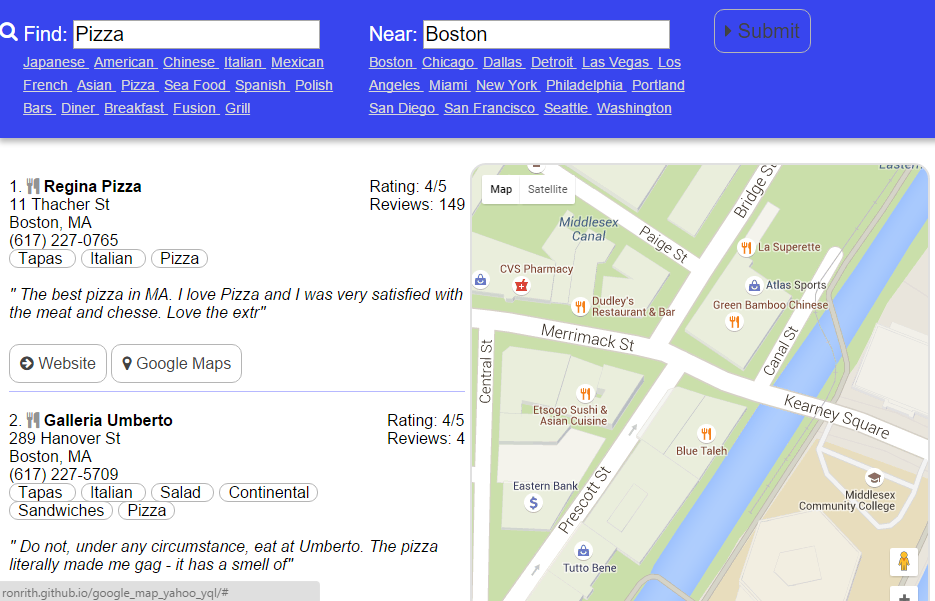 Find: Pizza
Near: Boston
Submit
Japanese American Chinese Italian Mexican
French Asian Pizza Sea Food Spanish Polish
Bars Diner Breakfast Fusion Grill
Boston Chicago Dallas Detroit Las Vegas Los
Angeles Miami New York Philadelphia Portland
San Diego San Francisco Seattle Washington
1. Regina Pizza
Rating: 4/5
11 Thacher St
Reviews: 149
Boston, MA
(617) 227-0765
Tapas Italian Pizza
" The best pizza in MA. I love Pizza and I was very satisfied with
the meat and chesse. Love the extr"
Website Google Maps
2. Galleria Umberto
Rating: 4/5
289 Hanover St
Reviews: 4
Boston, MA
(617) 227-5709
Tapas Italian Salad Continental
Sandwiches Pizza
" Do not, under any circumstance, eat at Umberto. The pizza
literally made me gag - it has a smell of"
ronrith.github.io/google_map_yahoo_yql/#
Map Satellite
Eastern
Bridge St
Middlesex
Canal
Paige St
La Superette
CVS Pharmacy
Atlas Sports
Dudley's
Restaurant & Bar
Green Bamboo Chinese
Merrimack St
Canal St
Central St
Kearney Square
Etsogo Sushi &
Asian Cuisine
Blue Taleh
Eastern Bank
$
Prescott St
Middlesex
Community College
Tutto Bene
+